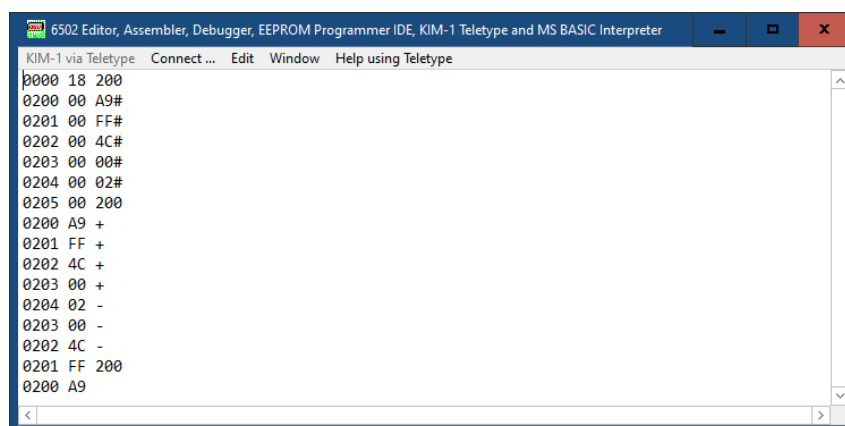 6502 Editor, Assembler, Debugger, EEPROM Programmer IDE, KIM-1 Teletype and MS BASIC Interpreter
KIM-1 via Teletype Connect ... Edit Window Help using Teletype
0000 18 200
0200 00 A9#
0201 00 FF#
0202 00 4C#
0203 00 00#
0204 00 02#
0205 00 200
0200 A9 +
0201 FF +
0202 4C +
0203 00 +
0204 02 -
0203 00 -
0202 4C -
0201 FF 200
0200 A9